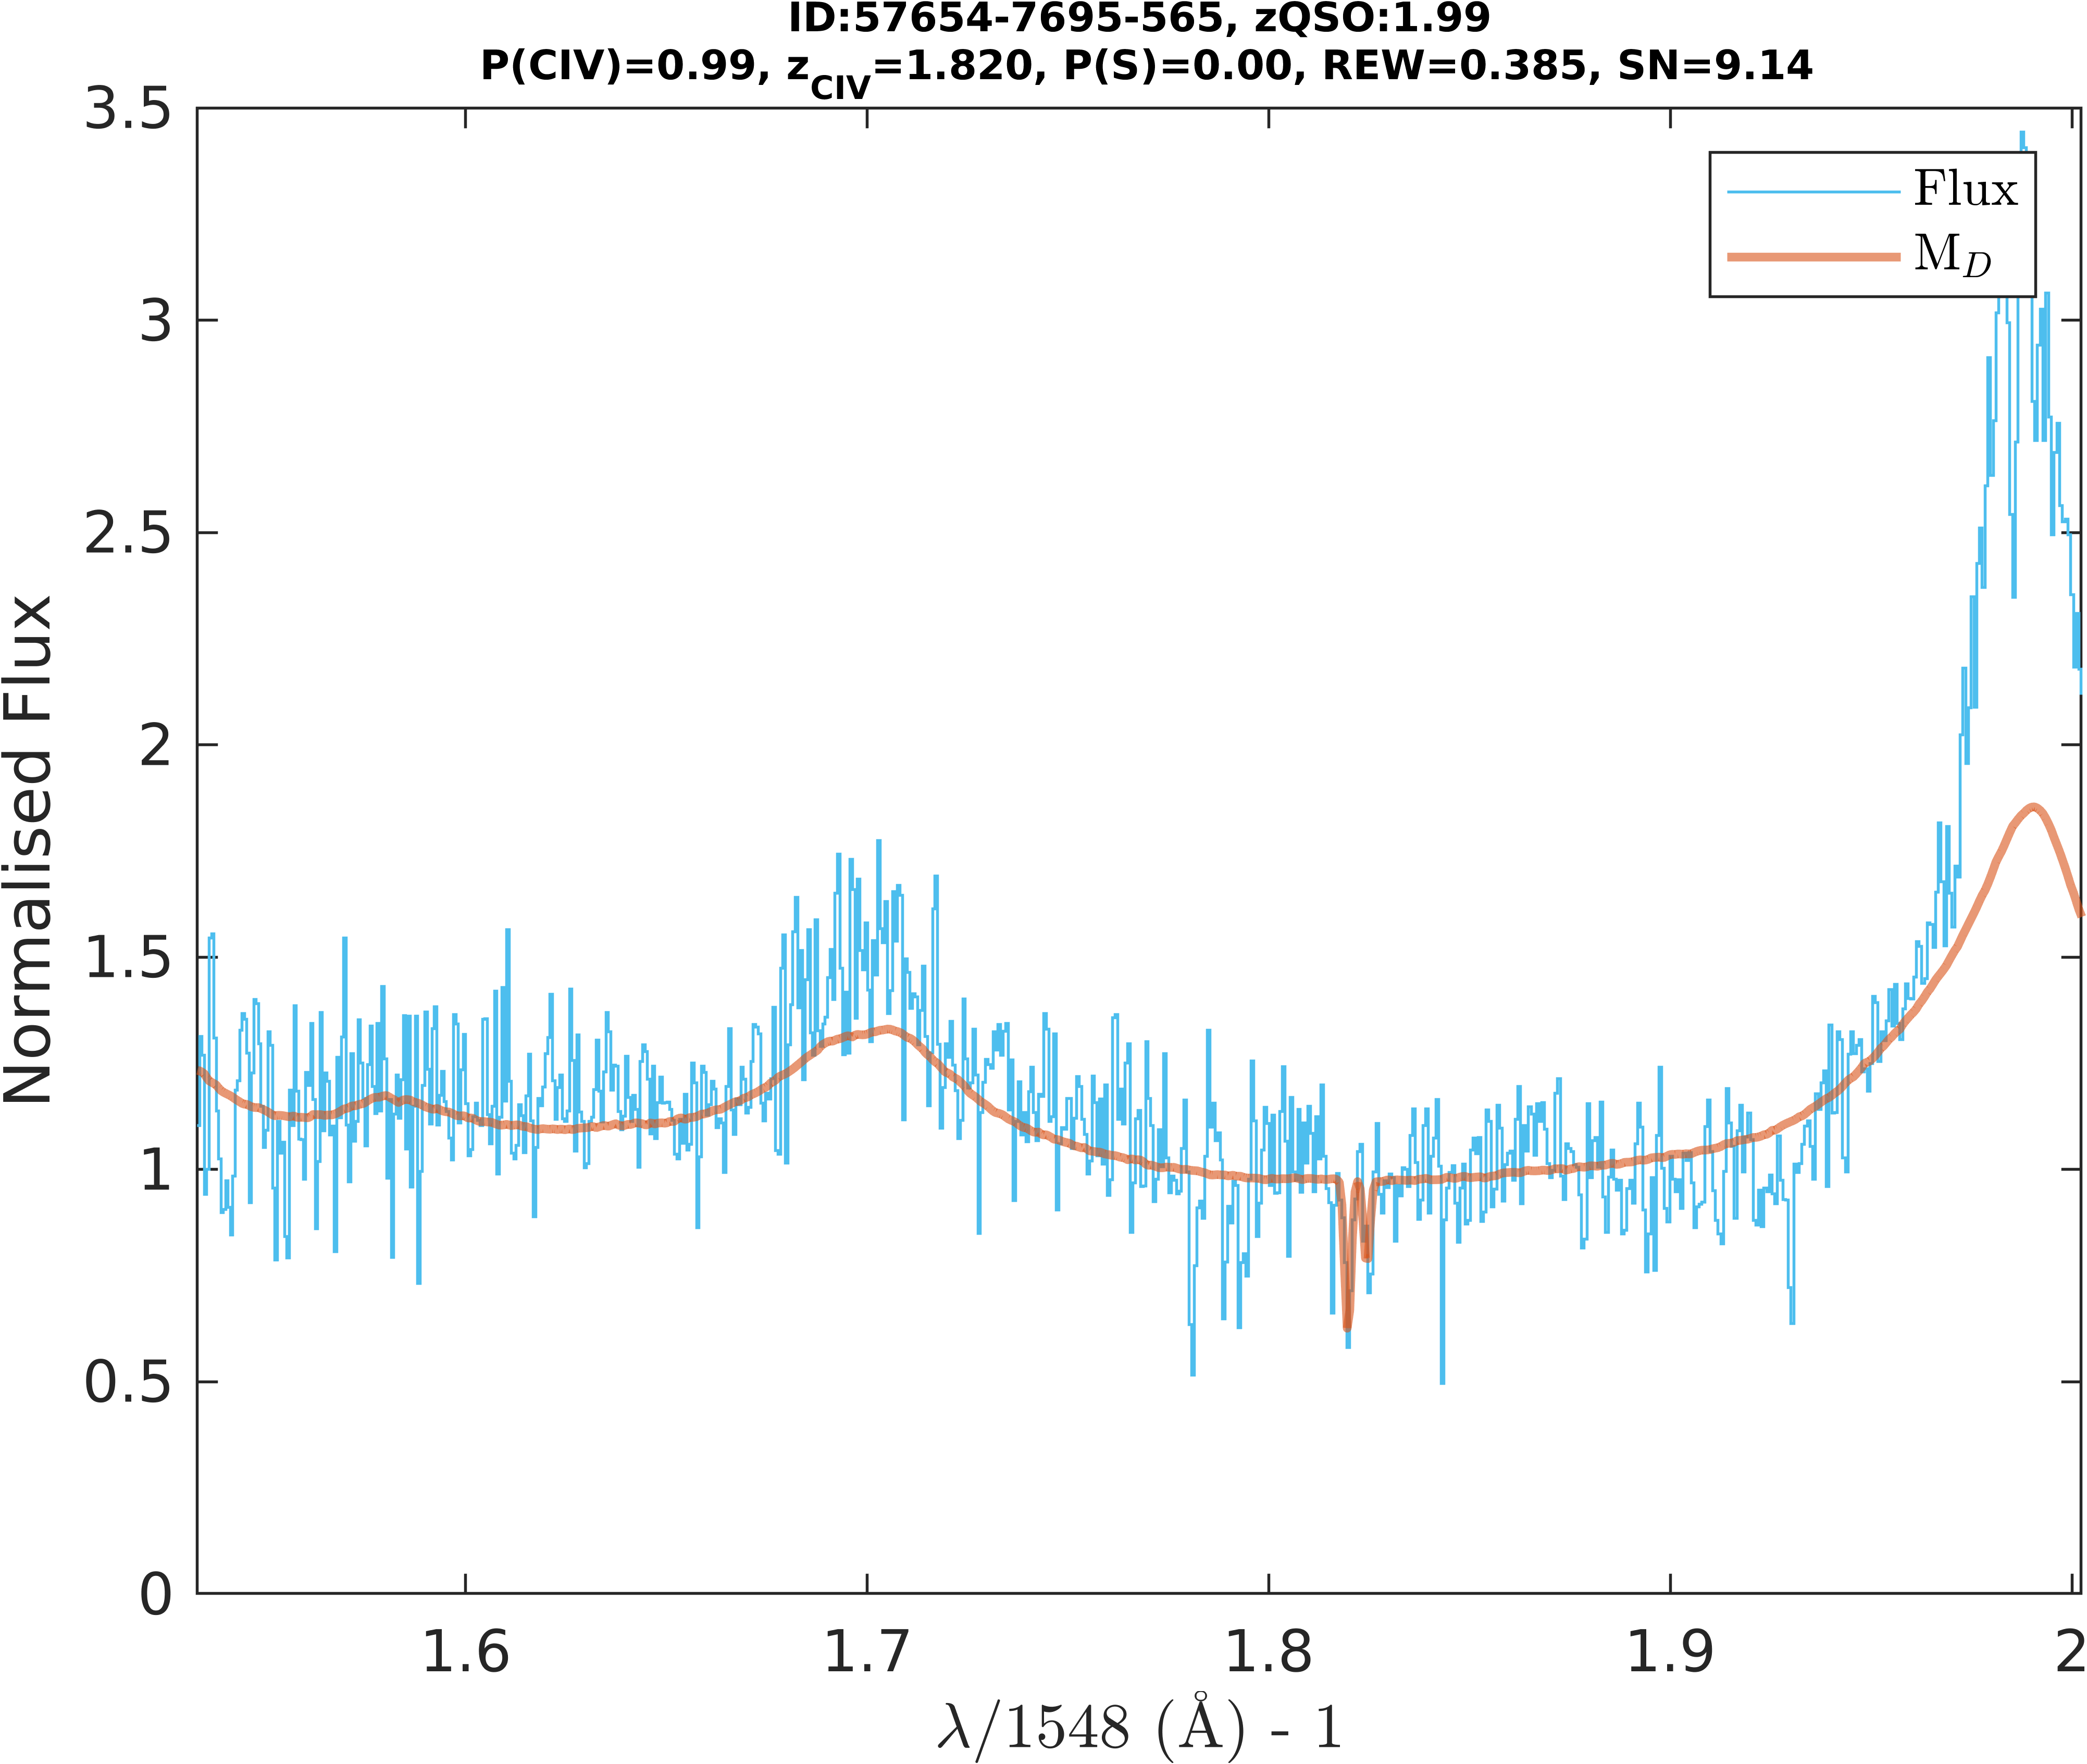 ID:57654-7695-565, zQSO:1.99
P(CIV)=0.99, z_CIV=1.820, P(S)=0.00, REW=0.385, SN=9.14
3.5
3
2.5
2
1.5
1
0.5
0
Normalised Flux
Flux
M_D
1.6
1.7
1.8
1.9
2
λ/1548 (Å) - 1